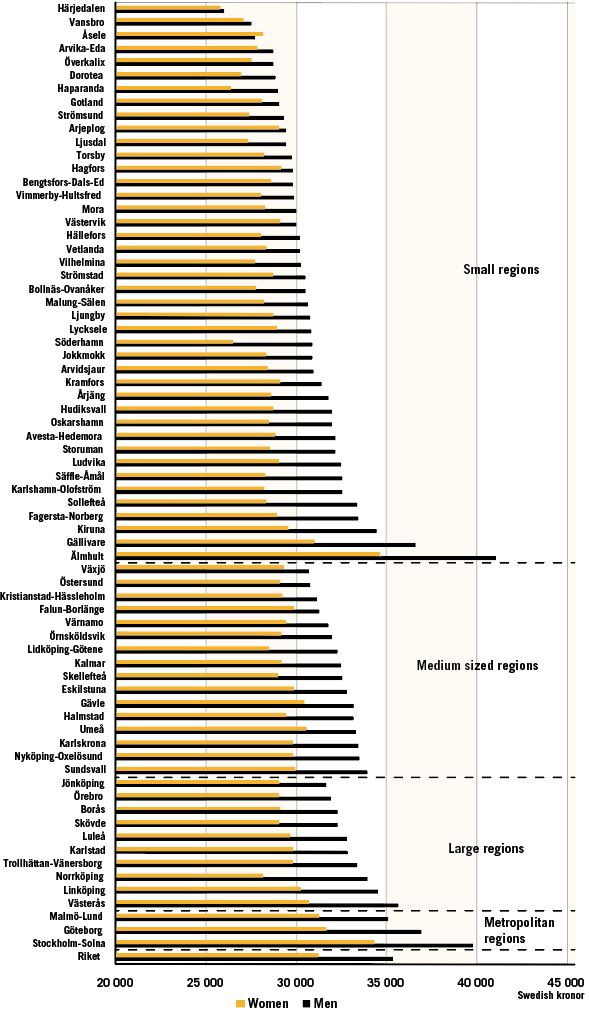 Härjedalen
Vansbro
Åsele
Arvika-Eda
Överkalix
Dorotea
Haparanda
Gotland
Strömsund
Arjeplog
Ljusdal
Torsby
Hagfors
Bengtsfors-Dals-Ed
Vimmerby-Hultsfred
Mora
Västervik
Hällefors
Vetlanda
Vilhelmina
Strömstad
Small regions
Bollnäs-Ovanåker
Malung-Sälen
Ljungby
Lycksele
Söderhamn
Jokkmokk
Arvidsjaur
Kramfors
Årjäng
Hudiksvall
Oskarshamn
Avesta-Hedemora
Storuman
Ludvika
Säffle-Åmål
Karlshamn-Olofström
Sollefteå
Fagersta-Norberg
Kiruna
Gällivare
Älmhult
Växjö
Östersund
Kristianstad-Hässleholm
Falun-Borlänge
Värnamo
Örnsköldsvik
Lidköping-Götene
Kalmar
Medium sized regions
Skellefteå
Eskilstuna
Gävle
Halmstad
Umeå
Karlskrona
Nyköping-Oxelösund
Sundsvall
Jönköping
Örebro
Borås
Skövde
Luleå
Karlstad
Large regions
Trollhättan-Vänersborg
Norrköping
Linköping
Västerås
Malmö-Lund
Metropolitan
regions
Göteborg
Stockholm-Solna
Riket
20 000 25 000 30 000 35 000 40 000 45 000
Swedish kronor
Women Men